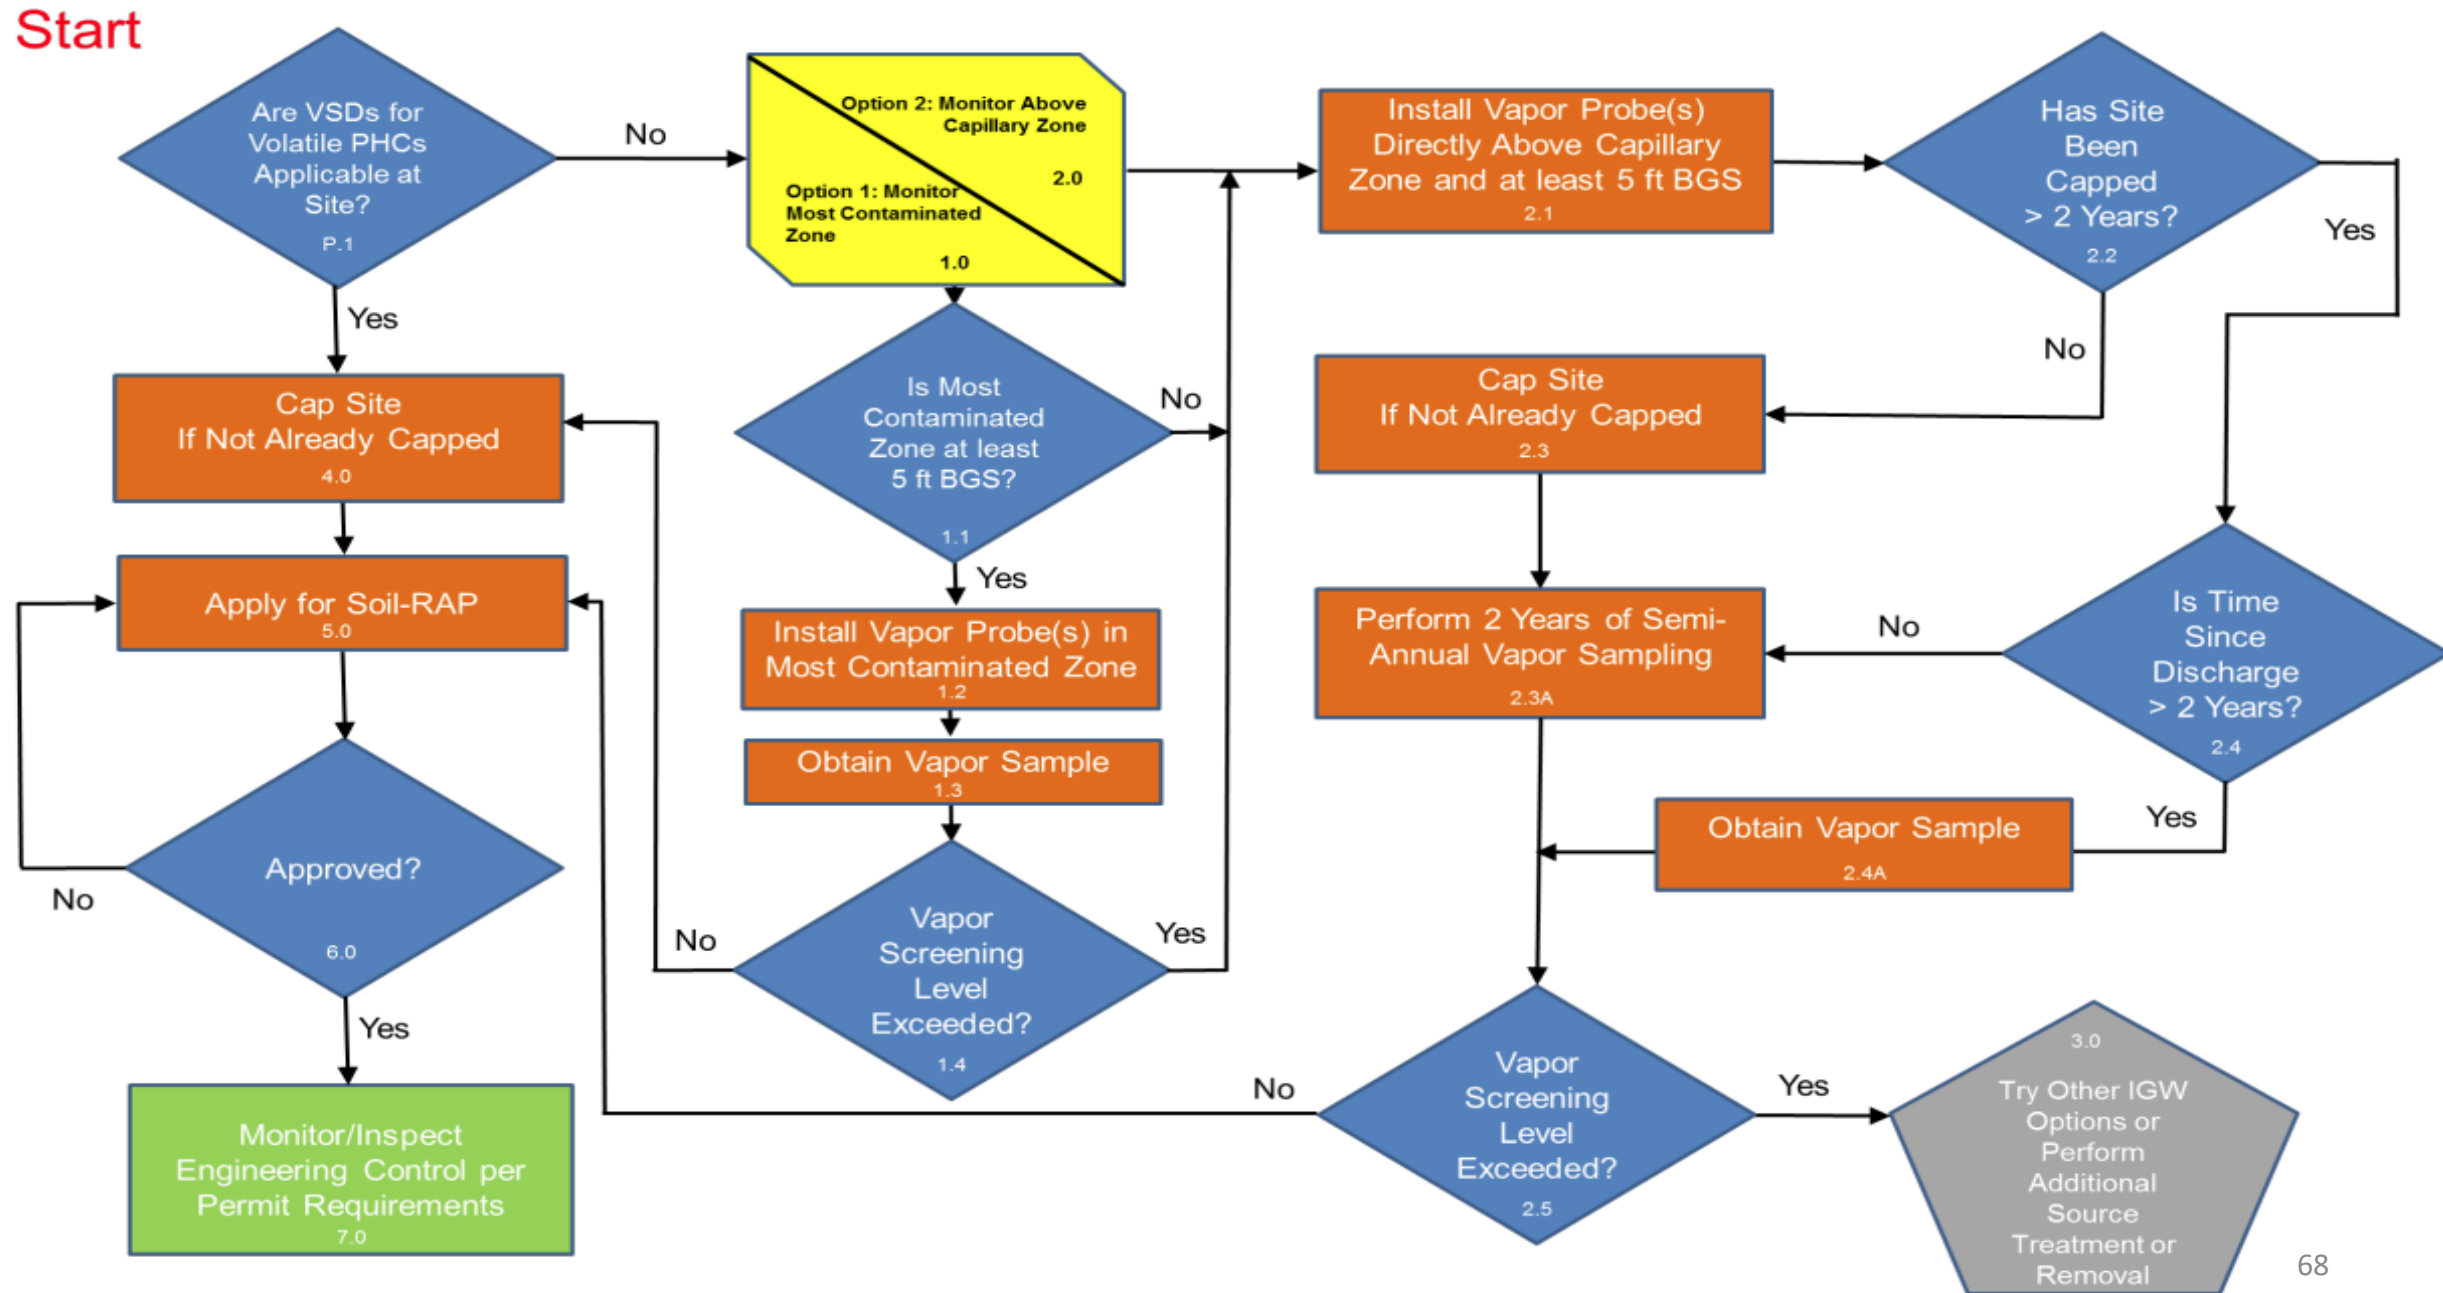 Start
Are VSDs for
Volatile PHCs
Applicable at
Site?
P.1
No
Yes
Option 2: Monitor Above
Capillary Zone
2.0
Option 1: Monitor
Most Contaminated
Zone
1.0
Install Vapor Probe(s)
Directly Above Capillary
Zone and at least 5 ft BGS
2.1
Has Site
Been
Capped
> 2 Years?
2.2
Yes
No
Cap Site
If Not Already Capped
4.0
Is Most
Contaminated
Zone at least
5 ft BGS?
1.1
No
Yes
Cap Site
If Not Already Capped
2.3
Apply for Soil-RAP
5.0
Install Vapor Probe(s) in
Most Contaminated Zone
1.2
Perform 2 Years of Semi-
Annual Vapor Sampling
2.3A
No
Is Time
Since
Discharge
> 2 Years?
2.4
Yes
Obtain Vapor Sample
1.3
Obtain Vapor Sample
2.4A
Approved?
6.0
No
Yes
Vapor
Screening
Level
Exceeded?
1.4
No
Yes
Vapor
Screening
Level
Exceeded?
2.5
No
Yes
3.0
Try Other IGW
Options or
Perform
Additional
Source
Treatment or
Removal
Monitor/Inspect
Engineering Control per
Permit Requirements
7.0
68